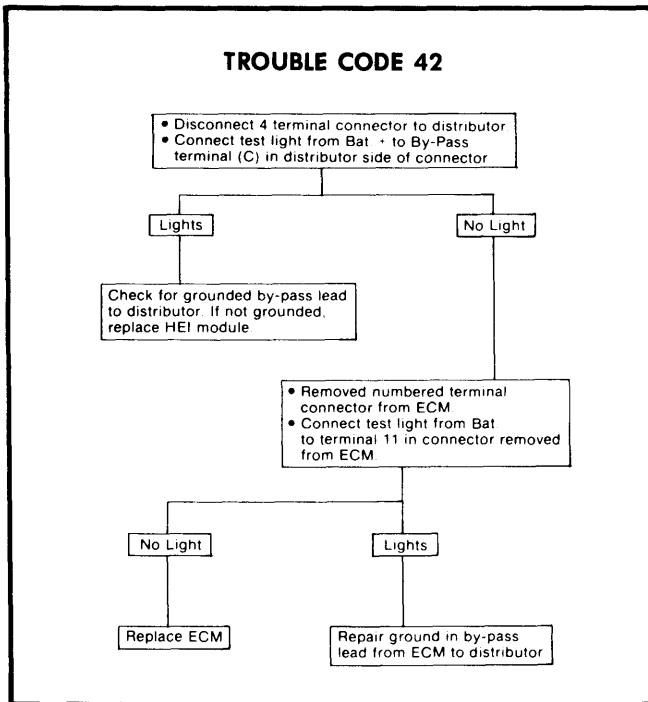 TROUBLE CODE 42
• Disconnect 4 terminal connector to distributor
• Connect test light from Bat. + to By-Pass
terminal (C) in distributor side of connector
Lights
No Light
Check for grounded by-pass lead
to distributor. If not grounded,
replace HEI module
• Removed numbered terminal
connector from ECM.
• Connect test light from Bat.
to terminal 11 in connector removed
from ECM.
No Light
Lights
Replace ECM
Repair ground in by-pass
lead from ECM to distributor